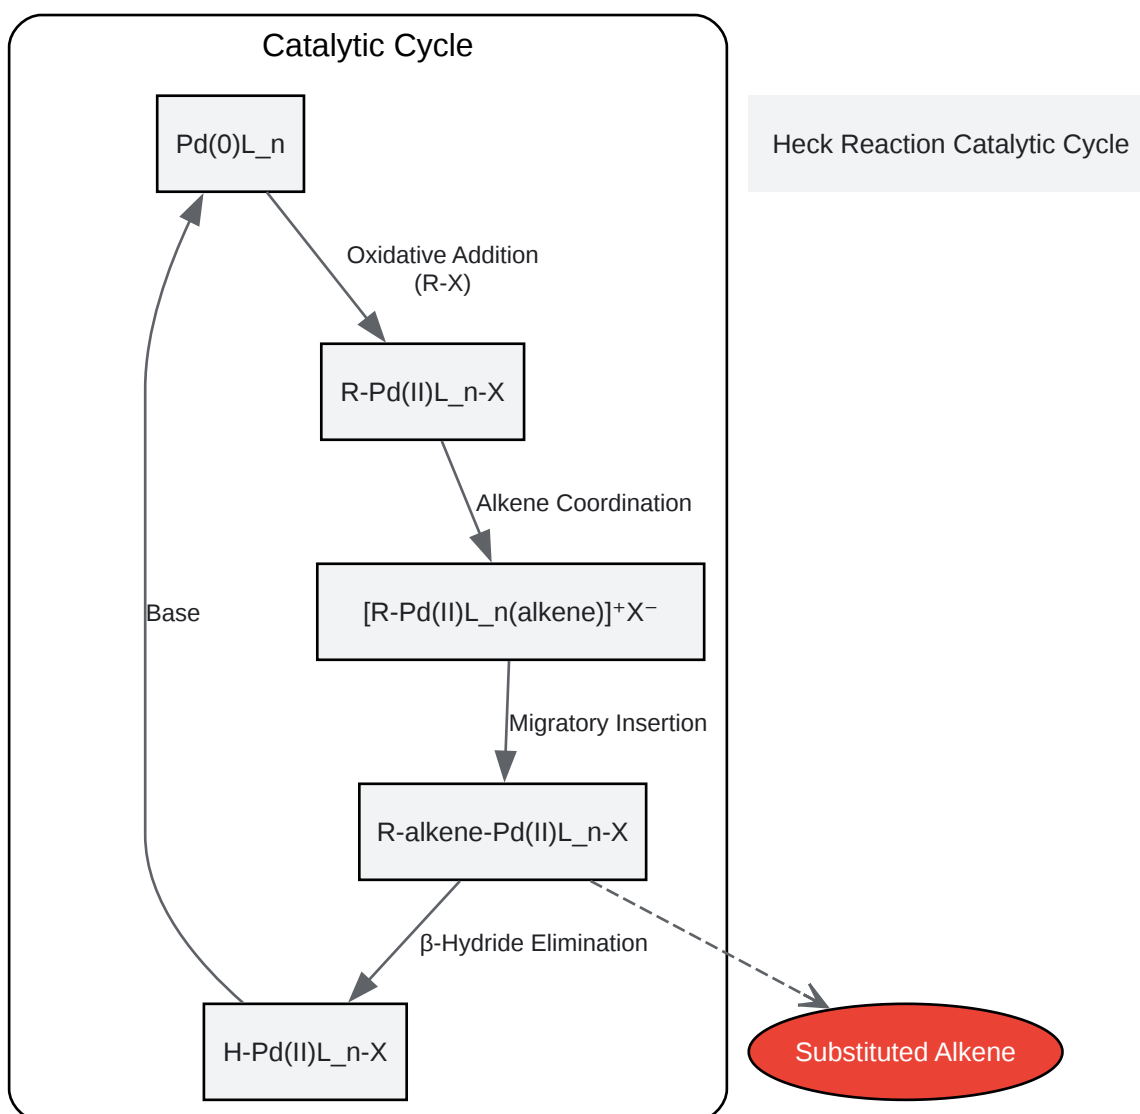 Catalytic Cycle
Pd(0)L_n
Heck Reaction Catalytic Cycle
Oxidative Addition
(R-X)
R-Pd(II)L_n-X
Alkene Coordination
[R-Pd(II)L_n(alkene)]⁺X⁻
Base
Migratory Insertion
R-alkene-Pd(II)L_n-X
β-Hydride Elimination
H-Pd(II)L_n-X
Substituted Alkene